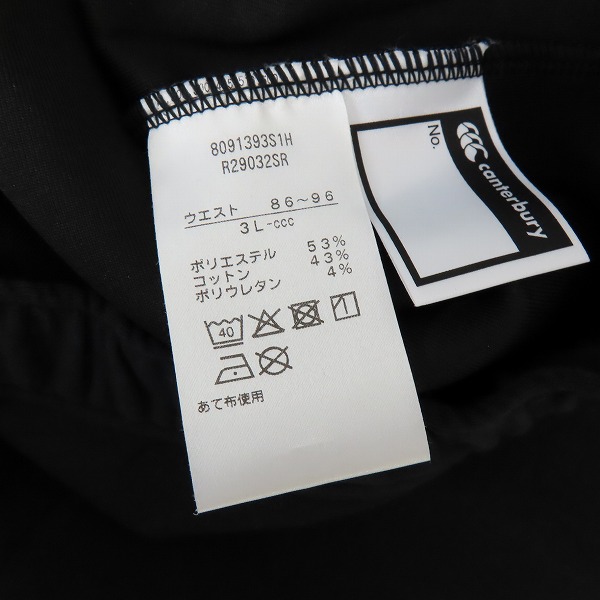 8091393S1H
R29032SR
ウエスト 86～96
3L-ccc
ポリエステル 53%
コットン 43%
ポリウレタン 4%
40
あて布使用
No.
canterbury